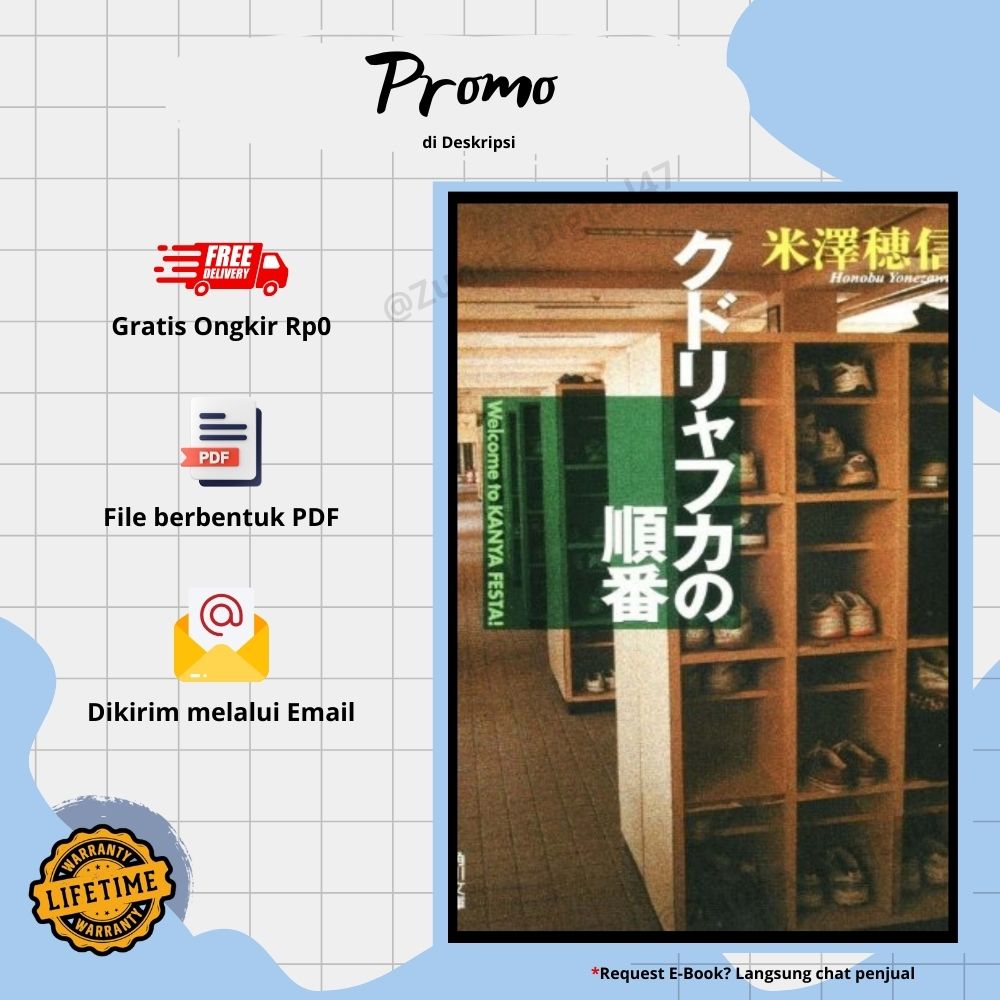 Promo
di Deskripsi
FREE
DELIVERY
Gratis Ongkir Rp0
PDF
File berbentuk PDF
@
Dikirim melalui Email
WARRANTY
LIFETIME
WARRANTY
米澤穂信
Honobu Yonezawa
クドリャフカの
順番
Welcome to KANYA FESTA!
*Request E-Book? Langsung chat penjual